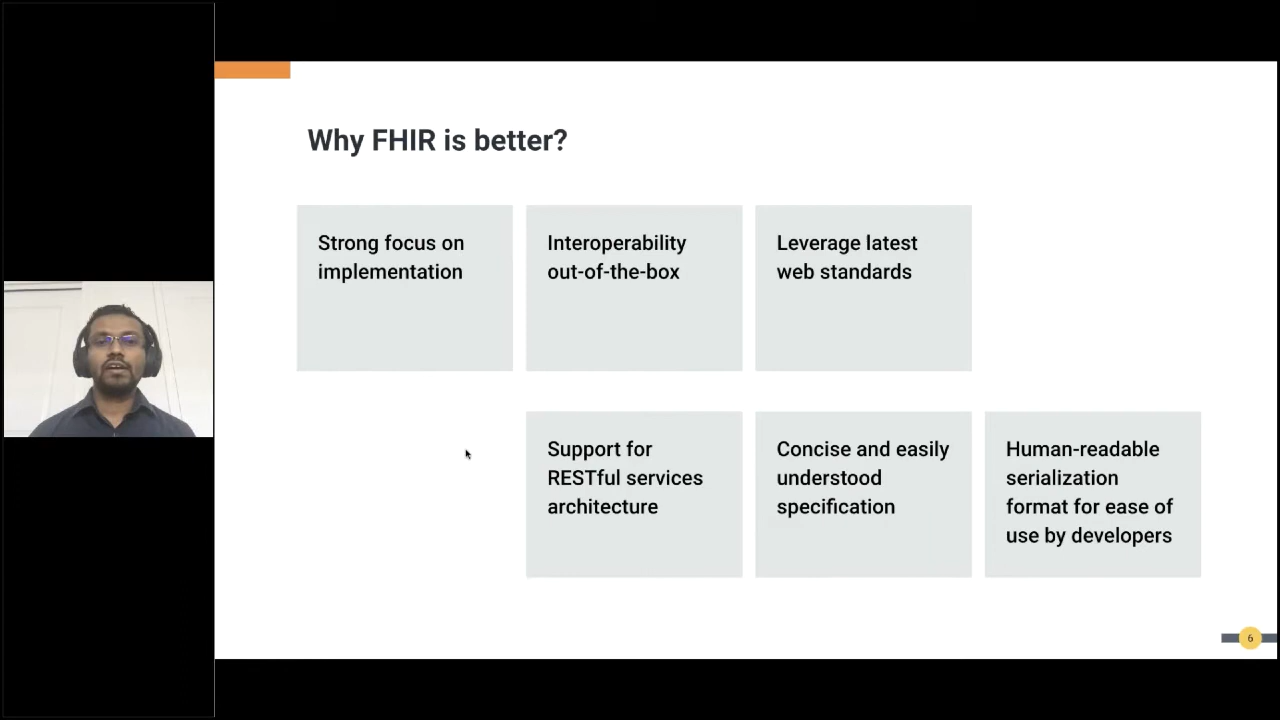 Why FHIR is better?
Strong focus on
implementation
Interoperability
out-of-the-box
Leverage latest
web standards
Support for
RESTful services
architecture
Concise and easily
understood
specification
Human-readable
serialization
format for ease of
use by developers
6